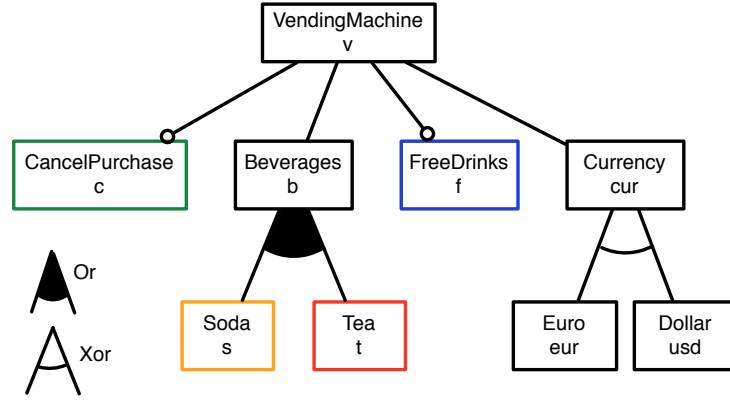 VendingMachine
v
CancelPurchase
c
Beverages
b
FreeDrinks
f
Currency
cur
Or
Xor
Soda
s
Tea
t
Euro
eur
Dollar
usd